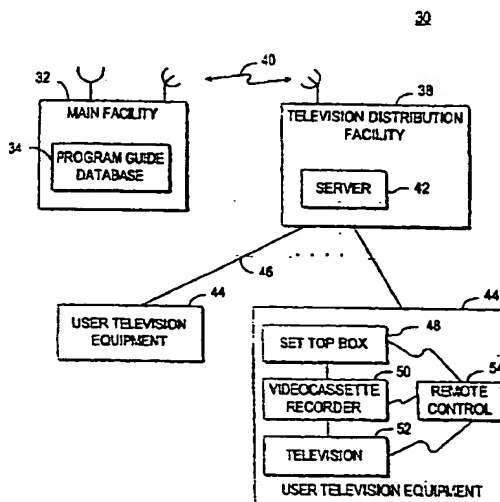 30
40
32
38
MAIN FACILITY
TELEVISION DISTRIBUTION
FACILITY
34
PROGRAM GUIDE
DATABASE
SERVER
42
46
44
44
USER TELEVISION
EQUIPMENT
48
SET TOP BOX
50
54
VIDEOCASSETTE
RECORDER
REMOTE
CONTROL
52
TELEVISION
USER TELEVISION EQUIPMENT